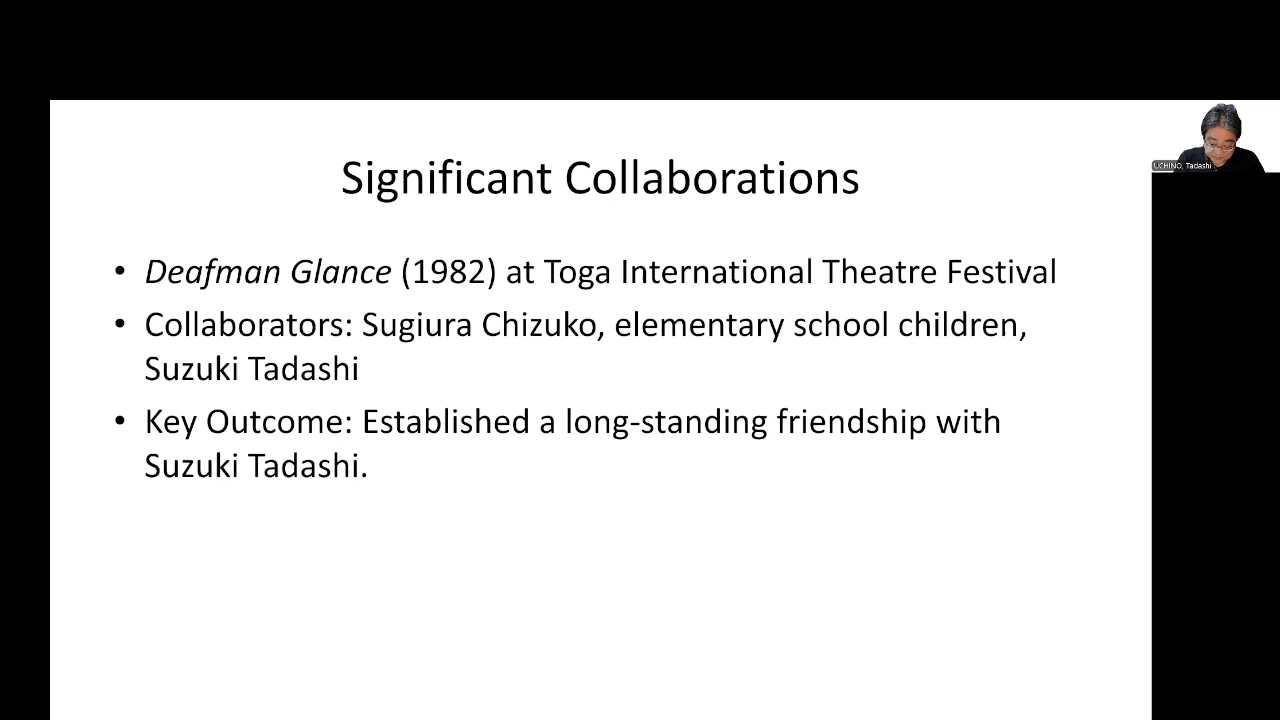 Significant Collaborations
• Deafman Glance (1982) at Toga International Theatre Festival
• Collaborators: Sugiura Chizuko, elementary school children,
Suzuki Tadashi
• Key Outcome: Established a long-standing friendship with
Suzuki Tadashi.
UCHINO, Tadashi